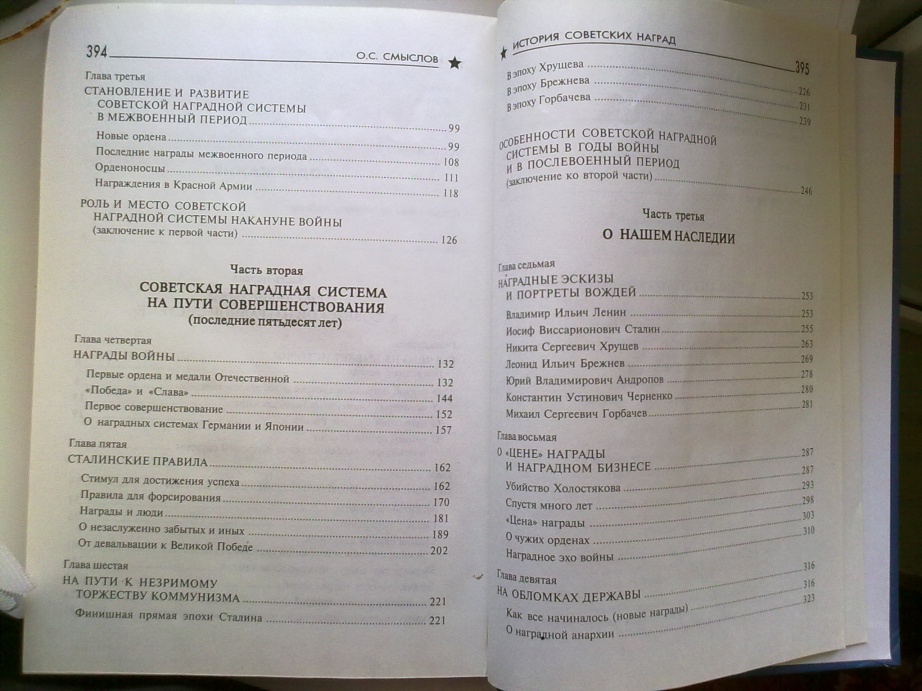 394 О.С. СМЫСЛОВ
Глава третья
СТАНОВЛЕНИЕ И РАЗВИТИЕ
СОВЕТСКОЙ НАГРАДНОЙ СИСТЕМЫ
В МЕЖВОЕННЫЙ ПЕРИОД 99
Новые ордена 99
Последние награды межвоенного периода 108
Орденоносцы 111
Награждения в Красной Армии 118
РОЛЬ И МЕСТО СОВЕТСКОЙ
НАГРАДНОЙ СИСТЕМЫ НАКАНУНЕ ВОЙНЫ
(заключение к первой части) 126
Часть вторая
СОВЕТСКАЯ НАГРАДНАЯ СИСТЕМА
НА ПУТИ СОВЕРШЕНСТВОВАНИЯ
(последние пятьдесят лет)
Глава четвертая
НАГРАДЫ ВОЙНЫ 132
Первые ордена и медали Отечественной 132
«Победа» и «Слава» 144
Первое совершенствование 152
О наградных системах Германии и Японии 157
Глава пятая
СТАЛИНСКИЕ ПРАВИЛА 162
Стимул для достижения успеха 162
Правила для форсирования 170
Награды и люди 181
О незаслуженно забытых и иных 189
От девальвации к Великой Победе 202
Глава шестая
НА ПУТИ К НЕЗРИМОМУ
ТОРЖЕСТВУ КОММУНИЗМА 221
Финишная прямая эпохи Сталина 221
ИСТОРИЯ СОВЕТСКИХ НАГРАД 395
В эпоху Хрущева 226
В эпоху Брежнева 231
В эпоху Горбачева 239
ОСОБЕННОСТИ СОВЕТСКОЙ НАГРАДНОЙ
СИСТЕМЫ В ГОДЫ ВОЙНЫ
И В ПОСЛЕВОЕННЫЙ ПЕРИОД
(заключение ко второй части) 246
Часть третья
О НАШЕМ НАСЛЕДИИ
Глава седьмая
НАГРАДНЫЕ ЭСКИЗЫ
И ПОРТРЕТЫ ВОЖДЕЙ 253
Владимир Ильич Ленин 253
Иосиф Виссарионович Сталин 255
Никита Сергеевич Хрущев 263
Леонид Ильич Брежнев 269
Юрий Владимирович Андропов 278
Константин Устинович Черненко 280
Михаил Сергеевич Горбачев 281
Глава восьмая
О «ЦЕНЕ» НАГРАДЫ
И НАГРАДНОМ БИЗНЕСЕ 287
Убийство Холостякова 287
Спустя много лет 293
«Цена» награды 298
О чужих орденах 303
Наградное эхо войны 310
Глава девятая
НА ОБЛОМКАХ ДЕРЖАВЫ 316
Как все начиналось (новые награды) 316
О наградной анархии 323